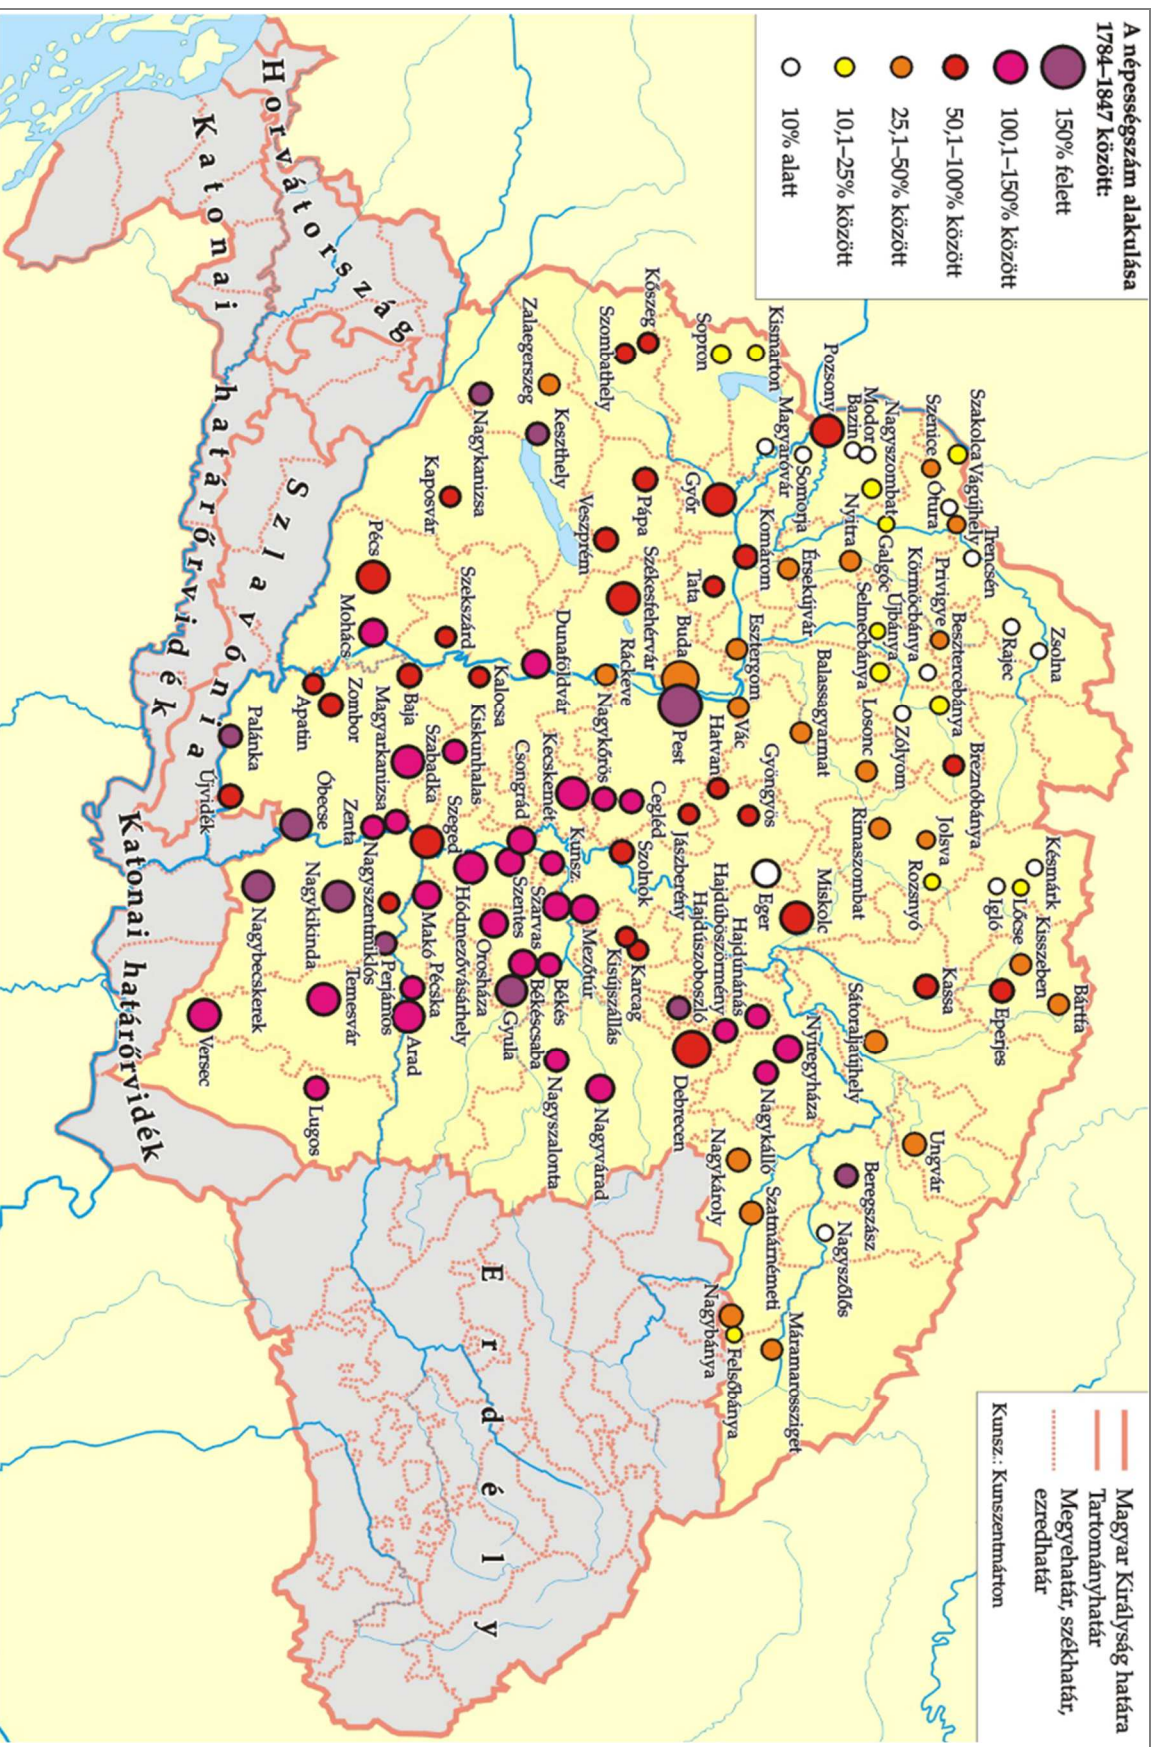 A népességszám alakulása
1784–1847 között:
150% felett
100,1–150% között
50,1–100% között
25,1–50% között
10,1–25% között
10% alatt
Magyar Királyság határa
Tartományhatár
Megyehatár, székhatár,
ezredhatár
Kunsz.: Kunszentmárton
Zsolna
Rajec
Trencsén
Vágújhely
Szakolca
Ótura
Szenice
Nagyszombat
Modor
Bazin
Pozsony
Somorja
Magyaróvár
Kismarton
Sopron
Kőszeg
Szombathely
Zalaegerszeg
Keszthely
Nagykanizsa
Kaposvár
Pécs
Mohács
Szekszárd
Veszprém
Pápa
Győr
Komárom
Tata
Székesfehérvár
Érsekújvár
Nyitra
Galgóc
Privigye
Körmöcbánya
Újbánya
Selmecbánya
Besztercebánya
Zólyom
Breznóbánya
Losonc
Balassagyarmat
Esztergom
Vác
Buda
Pest
Ráckeve
Dunaföldvár
Kalocsa
Baja
Zombor
Apatin
Palánka
Újvidék
Késmárk
Lőcse
Igló
Kisszeben
Bártfa
Eperjes
Kassa
Jolsva
Rozsnyó
Rimaszombat
Miskolc
Eger
Gyöngyös
Hatvan
Jászberény
Cegléd
Nagykőrös
Kecskemét
Szolnok
Kiskunhalas
Szabadka
Magyarkanizsa
Zenta
Óbecse
Csongrád
Kunsz.
Szentes
Szarvas
Mezőtúr
Kisújszállás
Karcag
Szeged
Hódmezővásárhely
Orosháza
Makó
Nagyszentmiklós
Perjámos
Pécska
Arad
Békés
Békéscsaba
Gyula
Nagykikinda
Nagybecskerek
Temesvár
Versec
Lugos
Nagyszalonta
Nagyvárad
Debrecen
Hajdúszoboszló
Hajdúböszörmény
Hajdúnánás
Nyíregyháza
Nagykálló
Sátoraljaújhely
Ungvár
Beregszász
Nagyszőlős
Nagykároly
Szatmárnémeti
Nagybánya
Felsőbánya
Máramarossziget
Horvátország
Katonai határőrvidék
Szlavónia
Katonai határőrvidék
Erdély